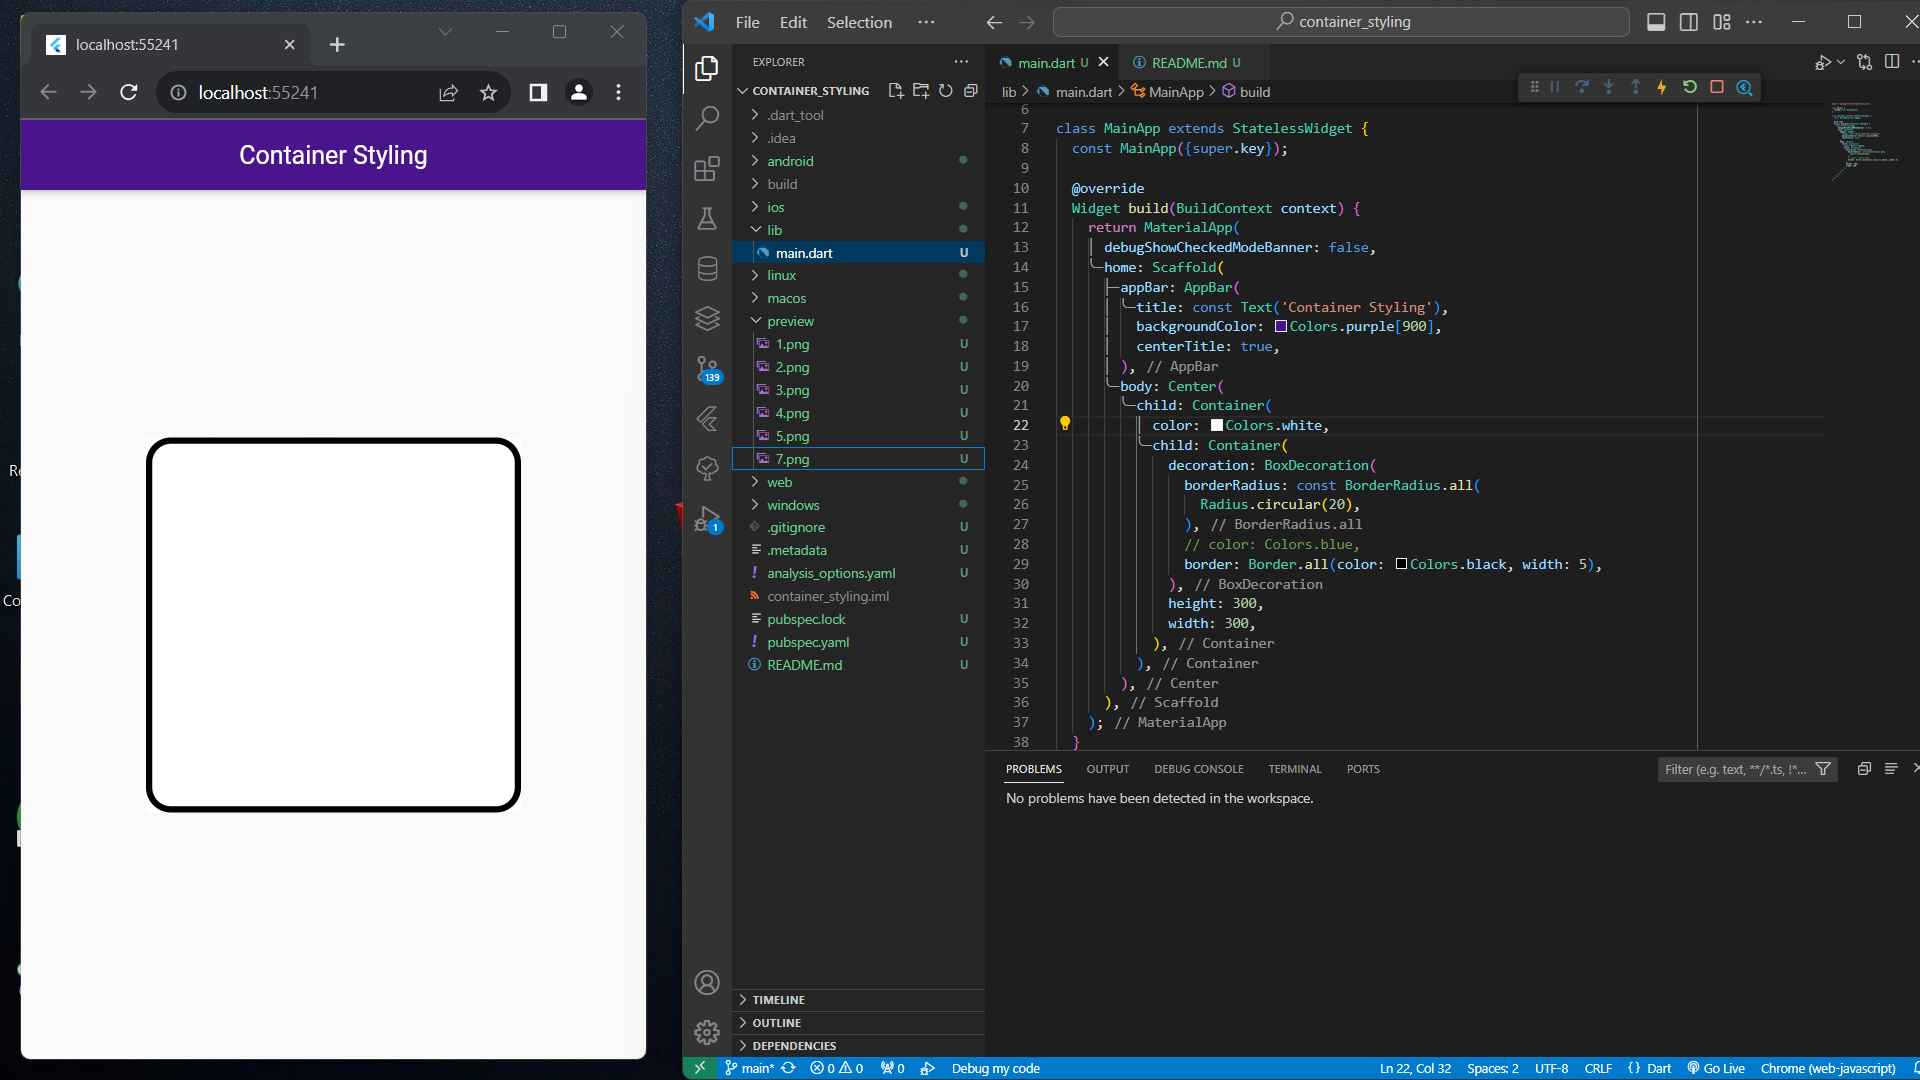 localhost:55241
localhost:55241
Container Styling
Re
Co
File Edit Selection ···
container_styling
EXPLORER
CONTAINER_STYLING
.dart_tool
.idea
android
build
ios
lib
main.dart U
linux
macos
preview
1.png U
2.png U
3.png U
4.png U
5.png U
7.png U
web
windows
.gitignore U
.metadata U
analysis_options.yaml U
container_styling.iml
pubspec.lock U
pubspec.yaml U
README.md U
TIMELINE
OUTLINE
DEPENDENCIES
139
1
main.dart U README.md U
lib > main.dart > MainApp > build
6
7 class MainApp extends StatelessWidget {
8 const MainApp({super.key});
9
10 @override
11 Widget build(BuildContext context) {
12 return MaterialApp(
13 debugShowCheckedModeBanner: false,
14 home: Scaffold(
15 appBar: AppBar(
16 title: const Text('Container Styling'),
17 backgroundColor: Colors.purple[900],
18 centerTitle: true,
19 ), // AppBar
20 body: Center(
21 child: Container(
22 color: Colors.white,
23 child: Container(
24 decoration: BoxDecoration(
25 borderRadius: const BorderRadius.all(
26 Radius.circular(20),
27 ), // BorderRadius.all
28 // color: Colors.blue,
29 border: Border.all(color: Colors.black, width: 5),
30 ), // BoxDecoration
31 height: 300,
32 width: 300,
33 ), // Container
34 ), // Container
35 ), // Center
36 ), // Scaffold
37 ); // MaterialApp
38 }
PROBLEMS OUTPUT DEBUG CONSOLE TERMINAL PORTS
Filter (e.g. text, **/*.ts, !*...
No problems have been detected in the workspace.
main* 0 0 0 Debug my code Ln 22, Col 32 Spaces: 2 UTF-8 CRLF {} Dart Go Live Chrome (web-javascript)